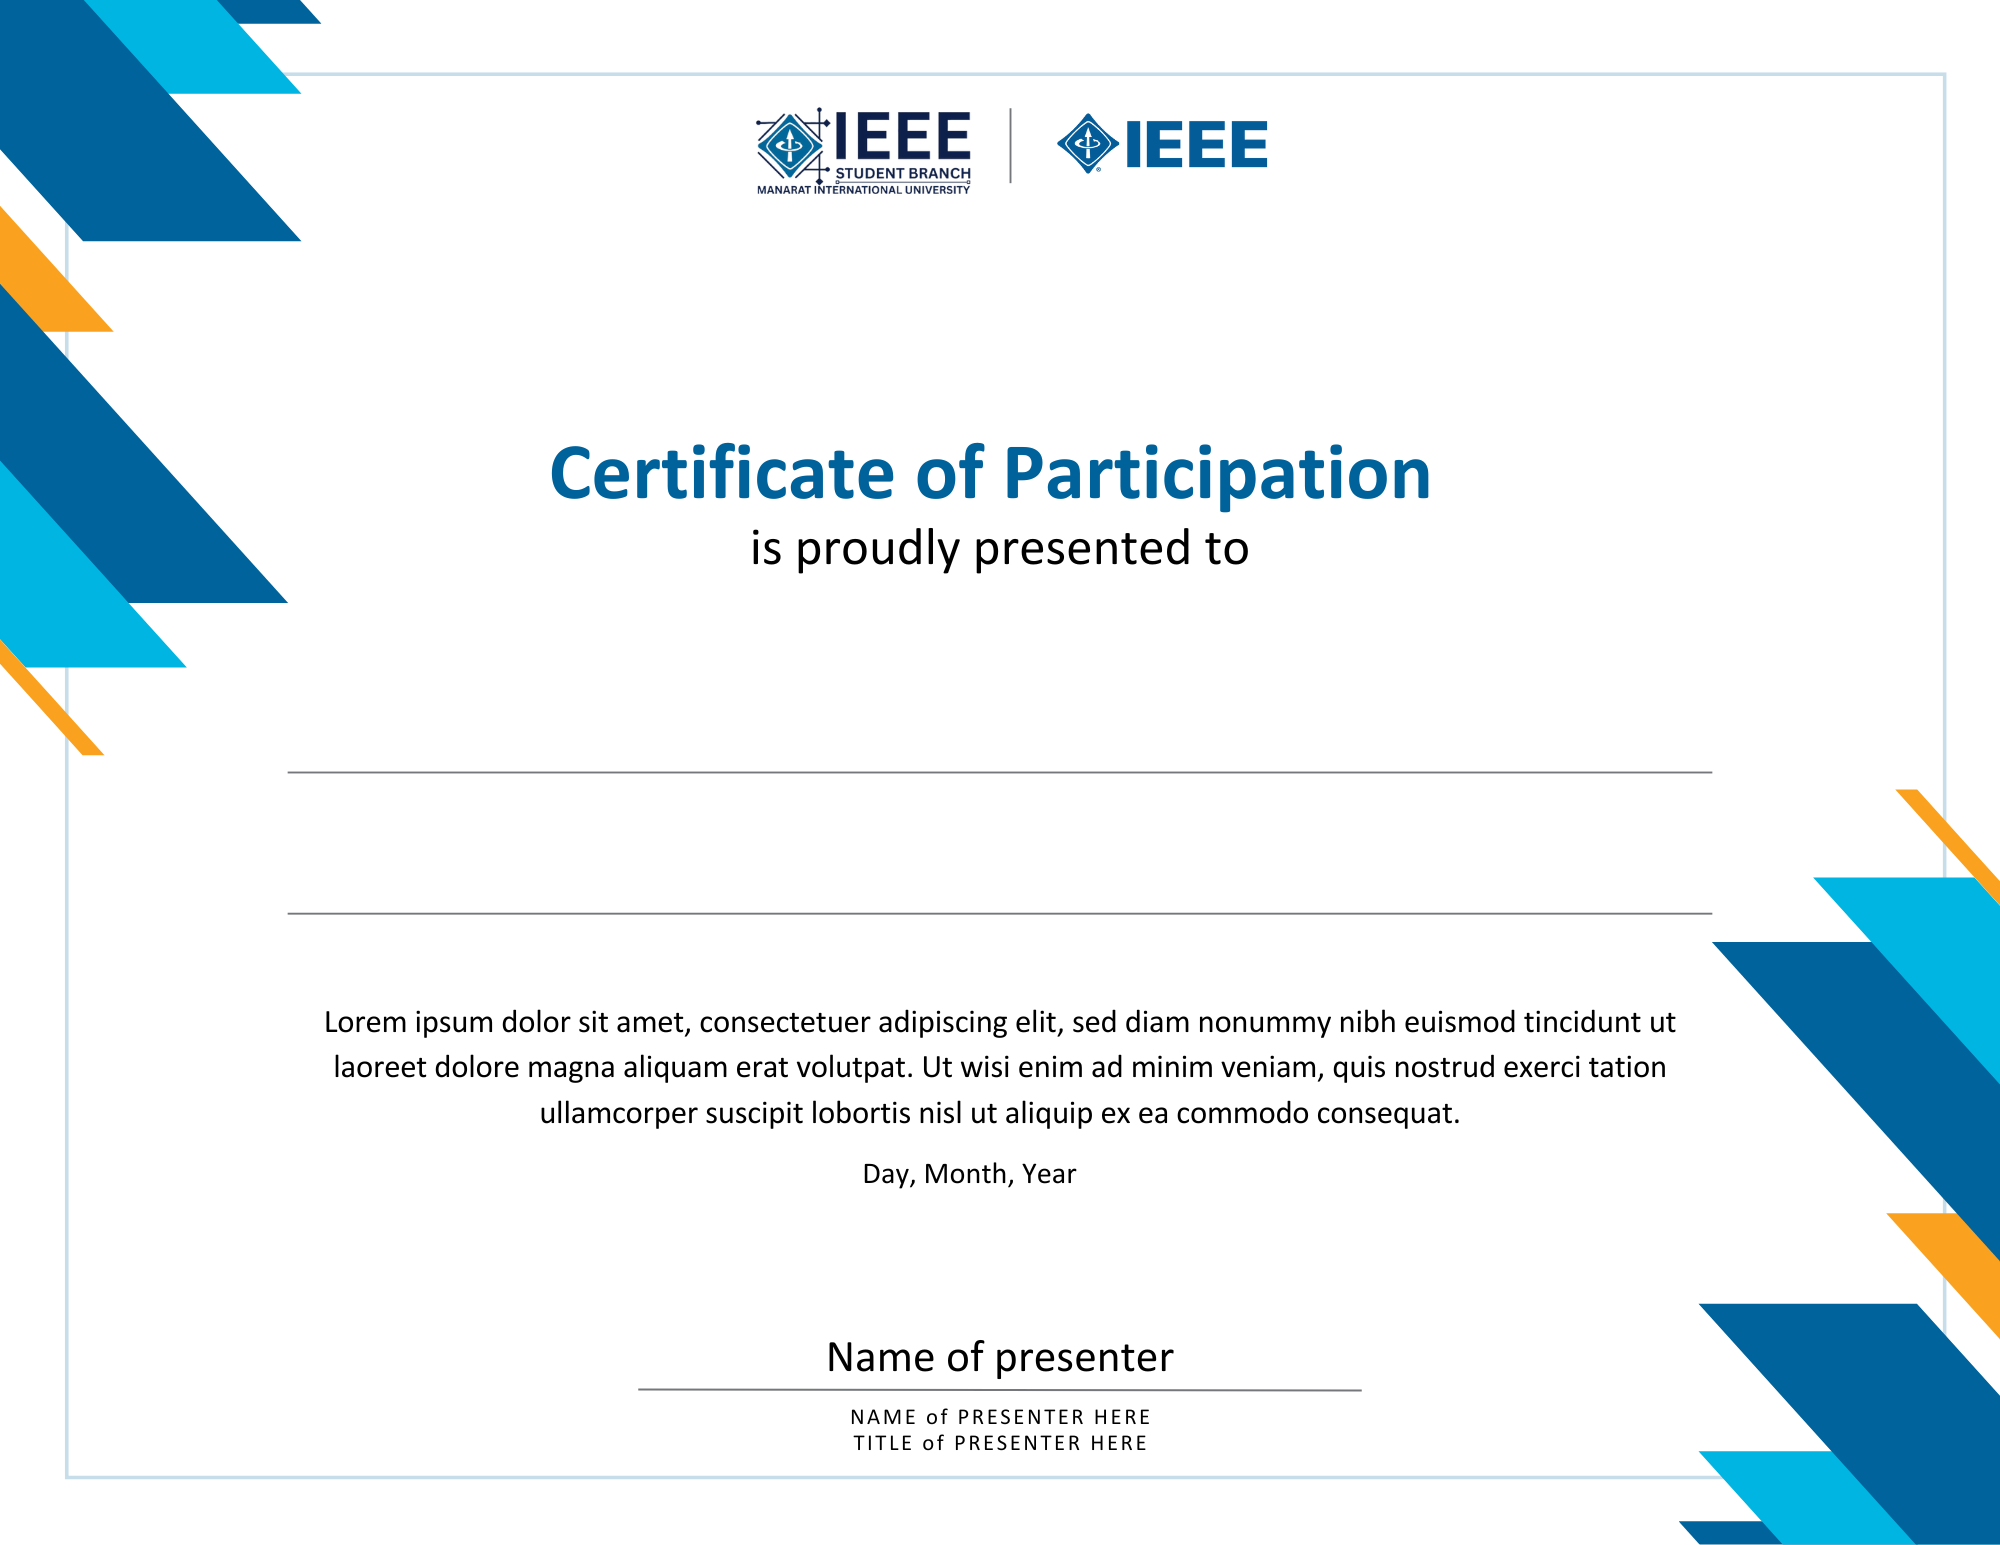 IEEE
STUDENT BRANCH
MANARAT INTERNATIONAL UNIVERSITY
IEEE
Certificate of Participation
is proudly presented to
Lorem ipsum dolor sit amet, consectetuer adipiscing elit, sed diam nonummy nibh euismod tincidunt ut
laoreet dolore magna aliquam erat volutpat. Ut wisi enim ad minim veniam, quis nostrud exerci tation
ullamcorper suscipit lobortis nisl ut aliquip ex ea commodo consequat.
Day, Month, Year
Name of presenter
NAME of PRESENTER HERE
TITLE of PRESENTER HERE